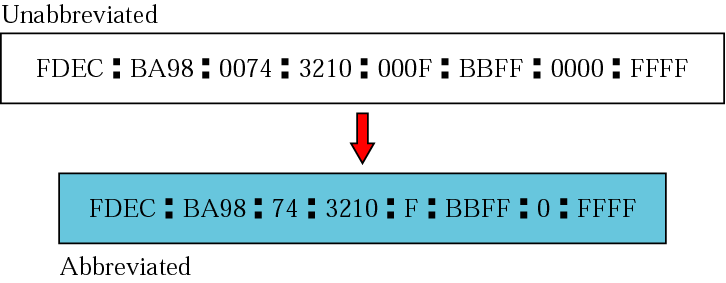 Unabbreviated
FDEC : BA98 : 0074 : 3210 : 000F : BBFF : 0000 : FFFF
FDEC : BA98 : 74 : 3210 : F : BBFF : 0 : FFFF
Abbreviated